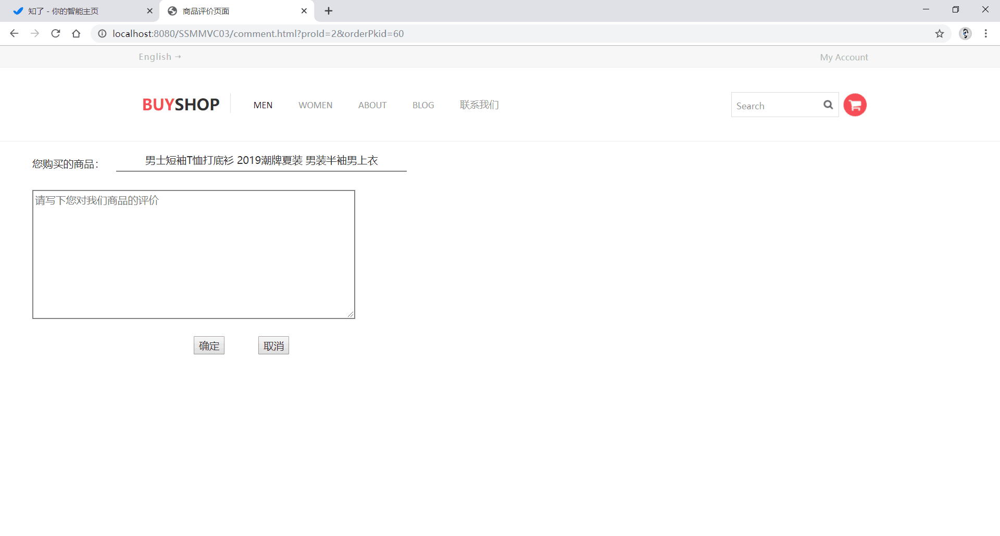 知了 - 你的智能主页
商品评价页面
localhost:8080/SSMMVC03/comment.html?proId=2&orderPkid=60
English →
My Account
BUYSHOP
MEN
WOMEN
ABOUT
BLOG
联系我们
Search
您购买的商品：
男士短袖T恤打底衫 2019潮牌夏装 男装半袖男上衣
请写下您对我们商品的评价
确定
取消